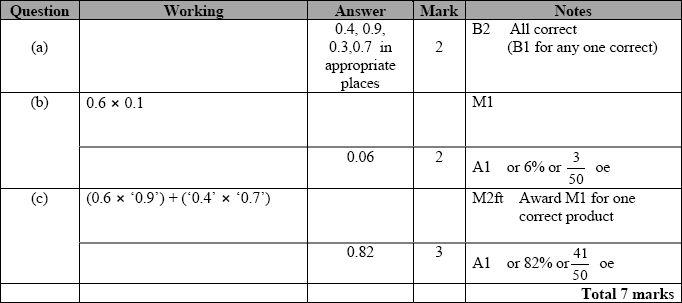 Question Working Answer Mark Notes
(a) 0.4, 0.9, 0.3,0.7 in appropriate places 2 B2 All correct
(B1 for any one correct)
(b) 0.6 × 0.1 M1
0.06 2 A1 or 6% or 3/50 oe
(c) (0.6 × ‘0.9’) + (‘0.4’ × ‘0.7’) M2ft Award M1 for one correct product
0.82 3 A1 or 82% or 41/50 oe
Total 7 marks